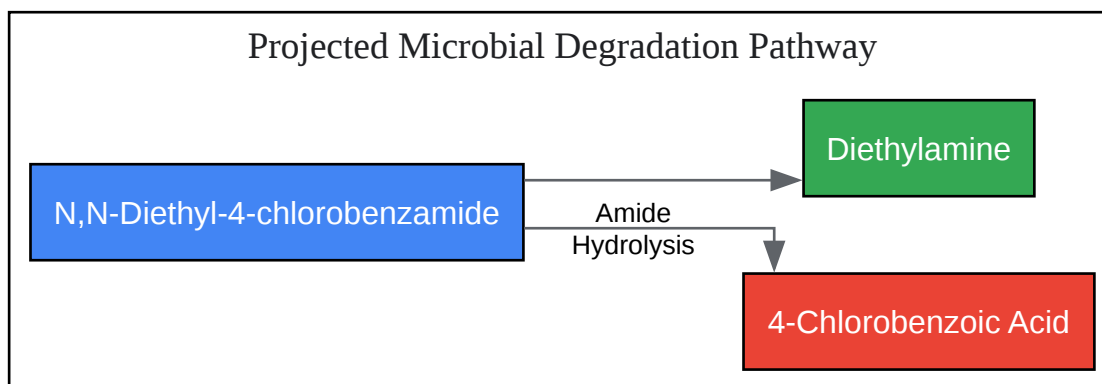 Projected Microbial Degradation Pathway
Diethylamine
N,N-Diethyl-4-chlorobenzamide
Amide
Hydrolysis
4-Chlorobenzoic Acid